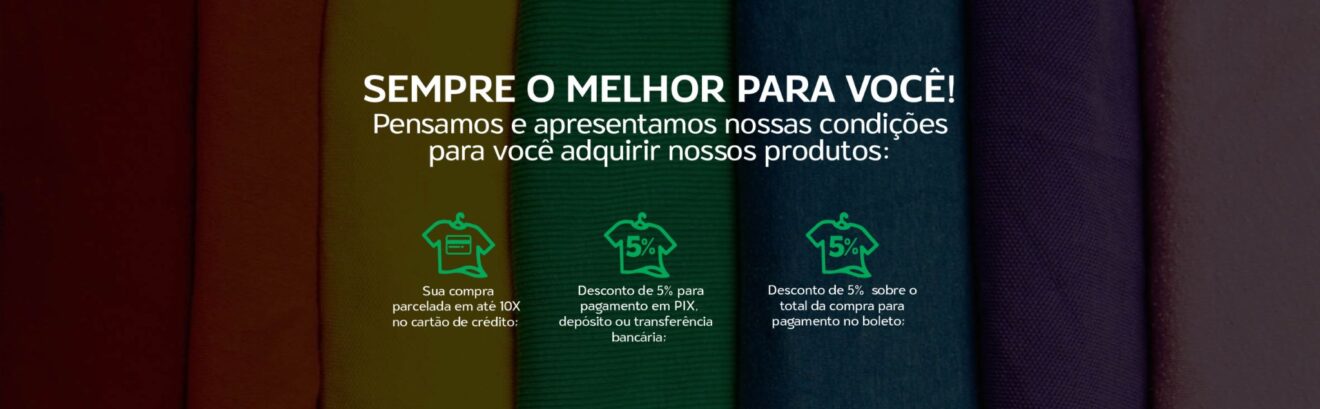 SEMPRE O MELHOR PARA VOCÊ!
Pensamos e apresentamos nossas condições
para você adquirir nossos produtos:
Sua compra
parcelada em até 10X
no cartão de crédito;
5%
Desconto de 5% para
pagamento em PIX,
depósito ou transferência
bancária;
5%
Desconto de 5% sobre o
total da compra para
pagamento no boleto;